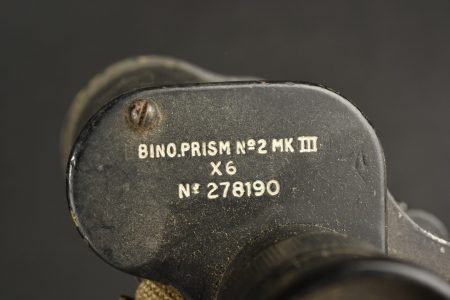 BINO.PRISM Nº2 MK III
X6
Nº 278190